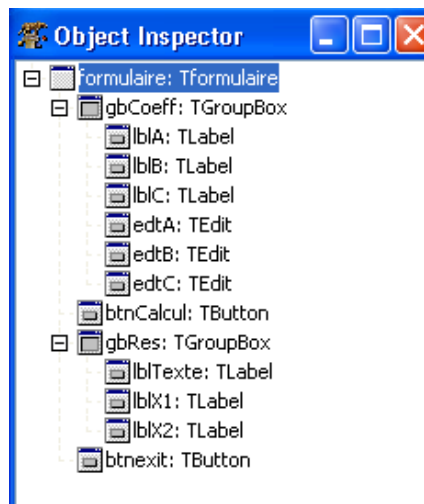 Object Inspector
formulaire: Tformulaire
gbCoeff: TGroupBox
lblA: TLabel
lblB: TLabel
lblC: TLabel
edtA: TEdit
edtB: TEdit
edtC: TEdit
btnCalcul: TButton
gbRes: TGroupBox
lblTexte: TLabel
lblX1: TLabel
lblX2: TLabel
btnexit: TButton